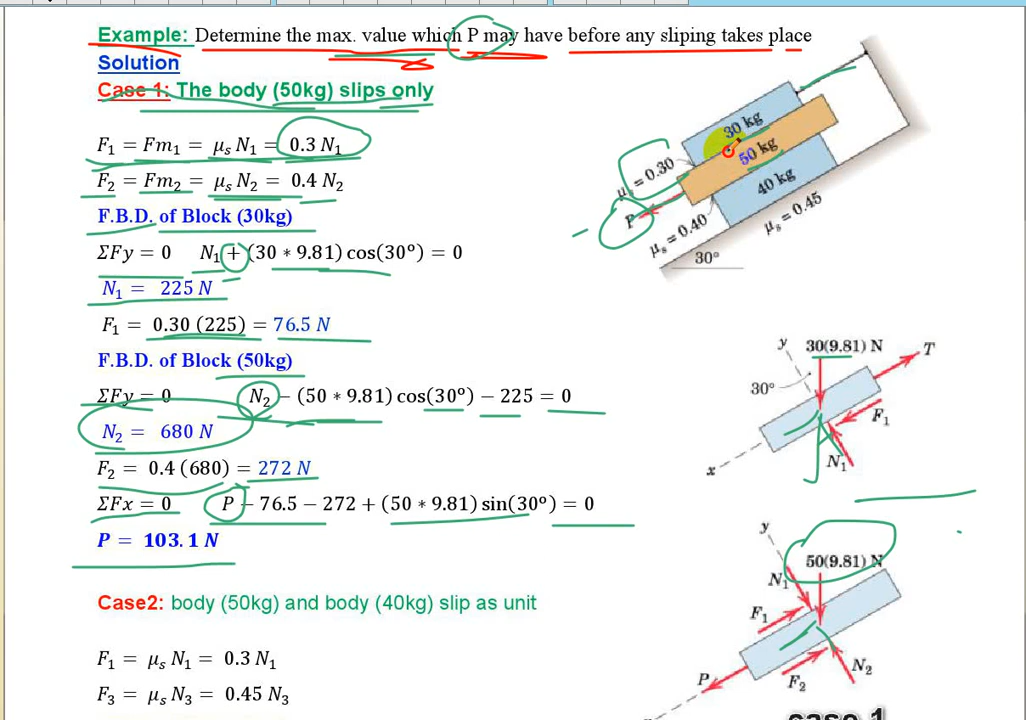 Example: Determine the max. value which P may have before any sliping takes place
Solution
Case 1: The body (50kg) slips only
F₁ = Fm₁ = μₛ N₁ = 0.3 N₁
F₂ = Fm₂ = μₛ N₂ = 0.4 N₂
F.B.D. of Block (30kg)
ΣFy = 0 N₁ + (30 * 9.81) cos(30°) = 0
N₁ = 225 N
F₁ = 0.30 (225) = 76.5 N
F.B.D. of Block (50kg)
ΣFy = 0 N₂ − (50 * 9.81) cos(30°) − 225 = 0
N₂ = 680 N
F₂ = 0.4 (680) = 272 N
ΣFx = 0 P − 76.5 − 272 + (50 * 9.81) sin(30°) = 0
P = 103.1 N
Case2: body (50kg) and body (40kg) slip as unit
F₁ = μₛ N₁ = 0.3 N₁
F₃ = μₛ N₃ = 0.45 N₃
30 kg
50 kg
40 kg
μₛ = 0.30
P
μₛ = 0.40
μₛ = 0.45
30°
y
30(9.81) N
T
30°
F₁
x
N₁
y
50(9.81) N
N₁
F₁
P
F₂
N₂
case 1